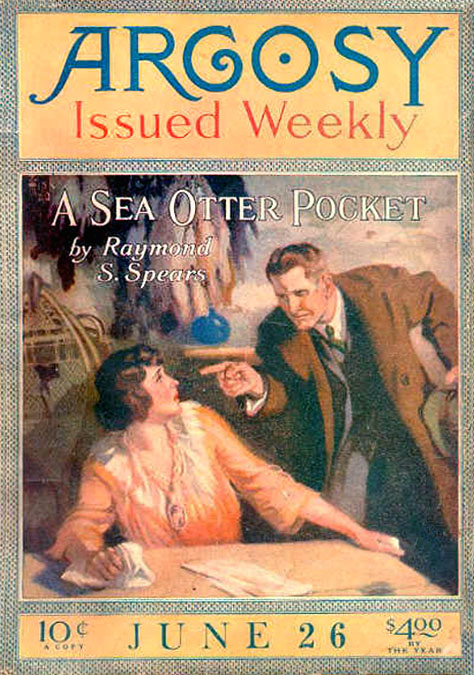 ARGOSY
Issued Weekly
A SEA OTTER POCKET
by Raymond
S. Spears
10¢
A COPY
JUNE 26
$4.00
BY
THE YEAR